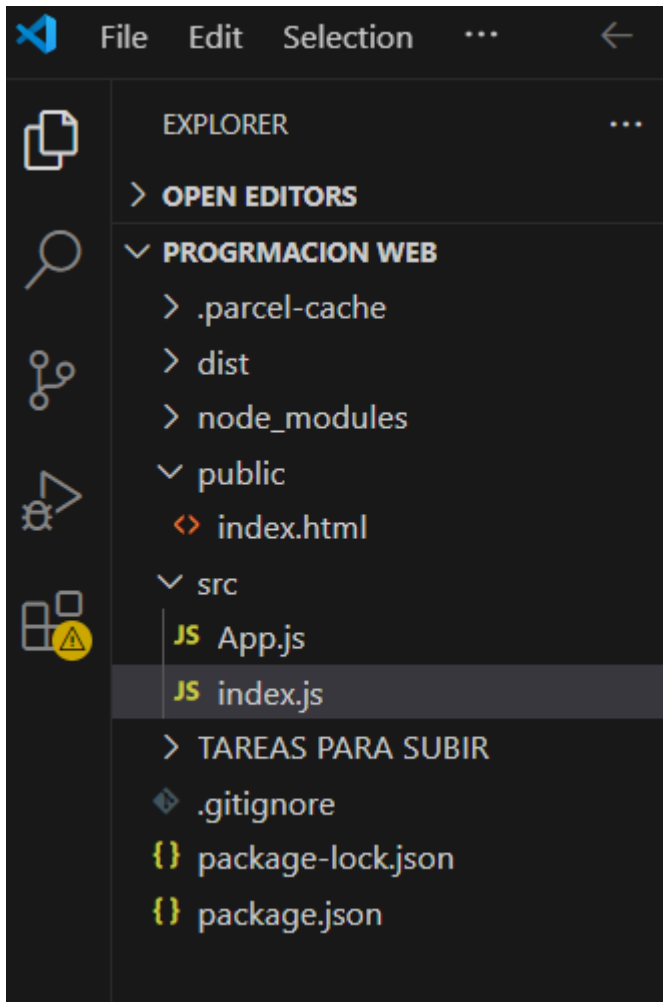 File Edit Selection ···
EXPLORER ···
OPEN EDITORS
PROGRMACION WEB
.parcel-cache
dist
node_modules
public
<> index.html
src
JS App.js
JS index.js
TAREAS PARA SUBIR
.gitignore
{} package-lock.json
{} package.json